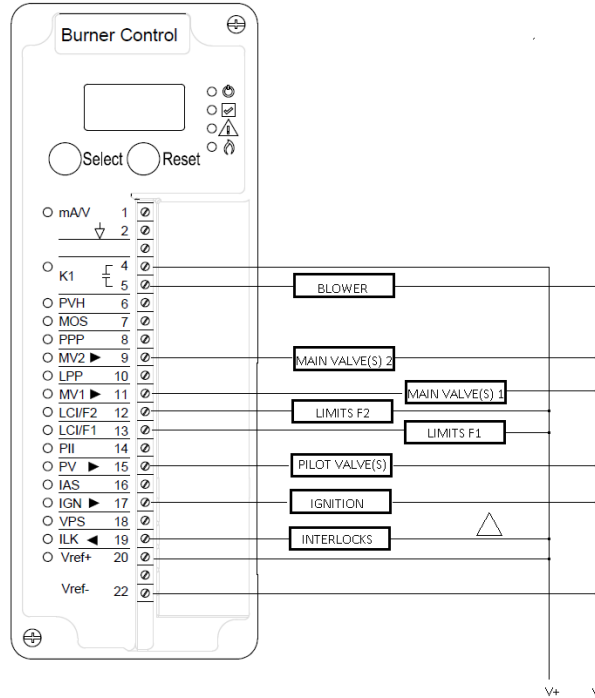 Burner Control
Select
Reset
mA/V 1
2
K1 4
5
BLOWER
PVH 6
MOS 7
PPP 8
MV2 ▶ 9
MAIN VALVE(S) 2
LPP 10
MV1 ▶ 11
MAIN VALVE(S) 1
LCI/F2 12
LIMITS F2
LCI/F1 13
LIMITS F1
PII 14
PV ▶ 15
PILOT VALVE(S)
IAS 16
IGN ▶ 17
IGNITION
VPS 18
ILK ◀ 19
INTERLOCKS
Vref+ 20
Vref- 22
V+